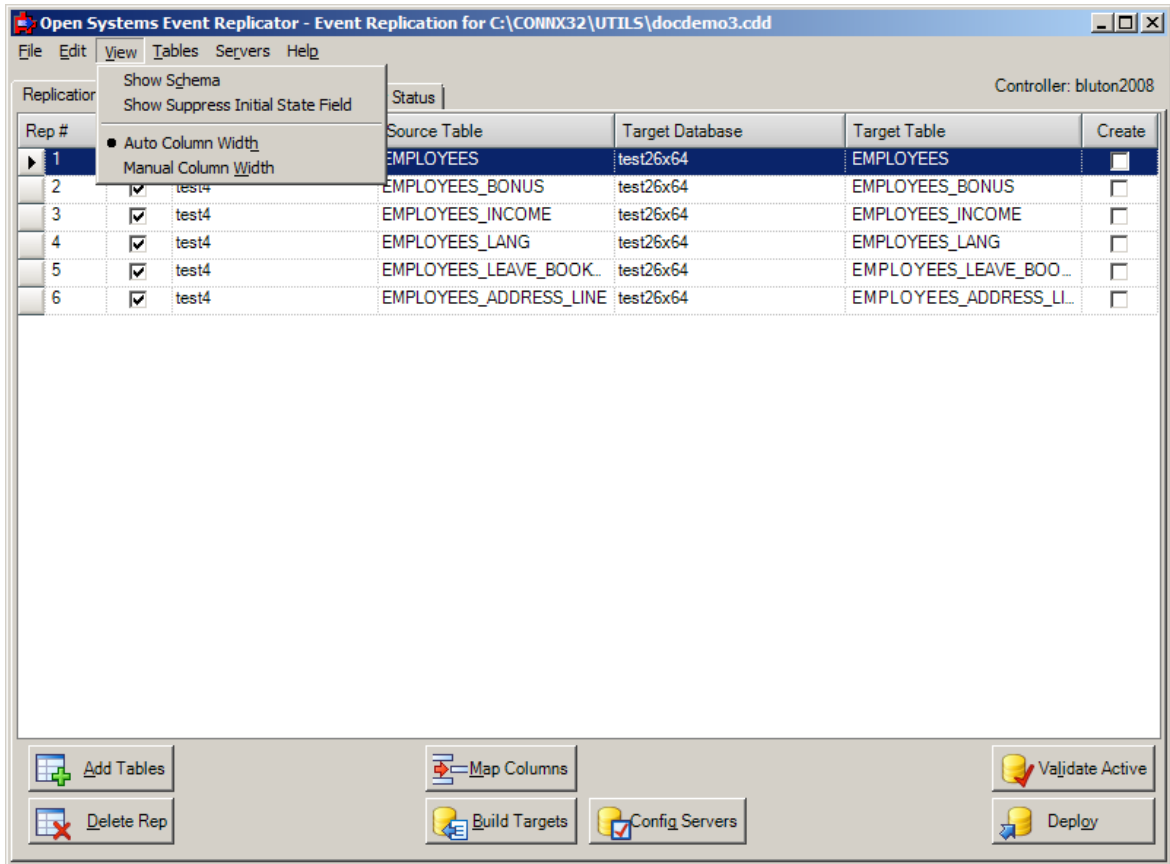 Open Systems Event Replicator - Event Replication for C:\CONNX32\UTILS\docdemo3.cdd
File Edit View Tables Servers Help
Show Schema
Show Suppress Initial State Field
Auto Column Width
Manual Column Width
Replication Status Controller: bluton2008
Rep # Source Table Target Database Target Table Create
1 EMPLOYEES test26x64 EMPLOYEES
2 test4 EMPLOYEES_BONUS test26x64 EMPLOYEES_BONUS
3 test4 EMPLOYEES_INCOME test26x64 EMPLOYEES_INCOME
4 test4 EMPLOYEES_LANG test26x64 EMPLOYEES_LANG
5 test4 EMPLOYEES_LEAVE_BOOK... test26x64 EMPLOYEES_LEAVE_BOO...
6 test4 EMPLOYEES_ADDRESS_LINE test26x64 EMPLOYEES_ADDRESS_LI...
Add Tables Map Columns Validate Active
Delete Rep Build Targets Config Servers Deploy